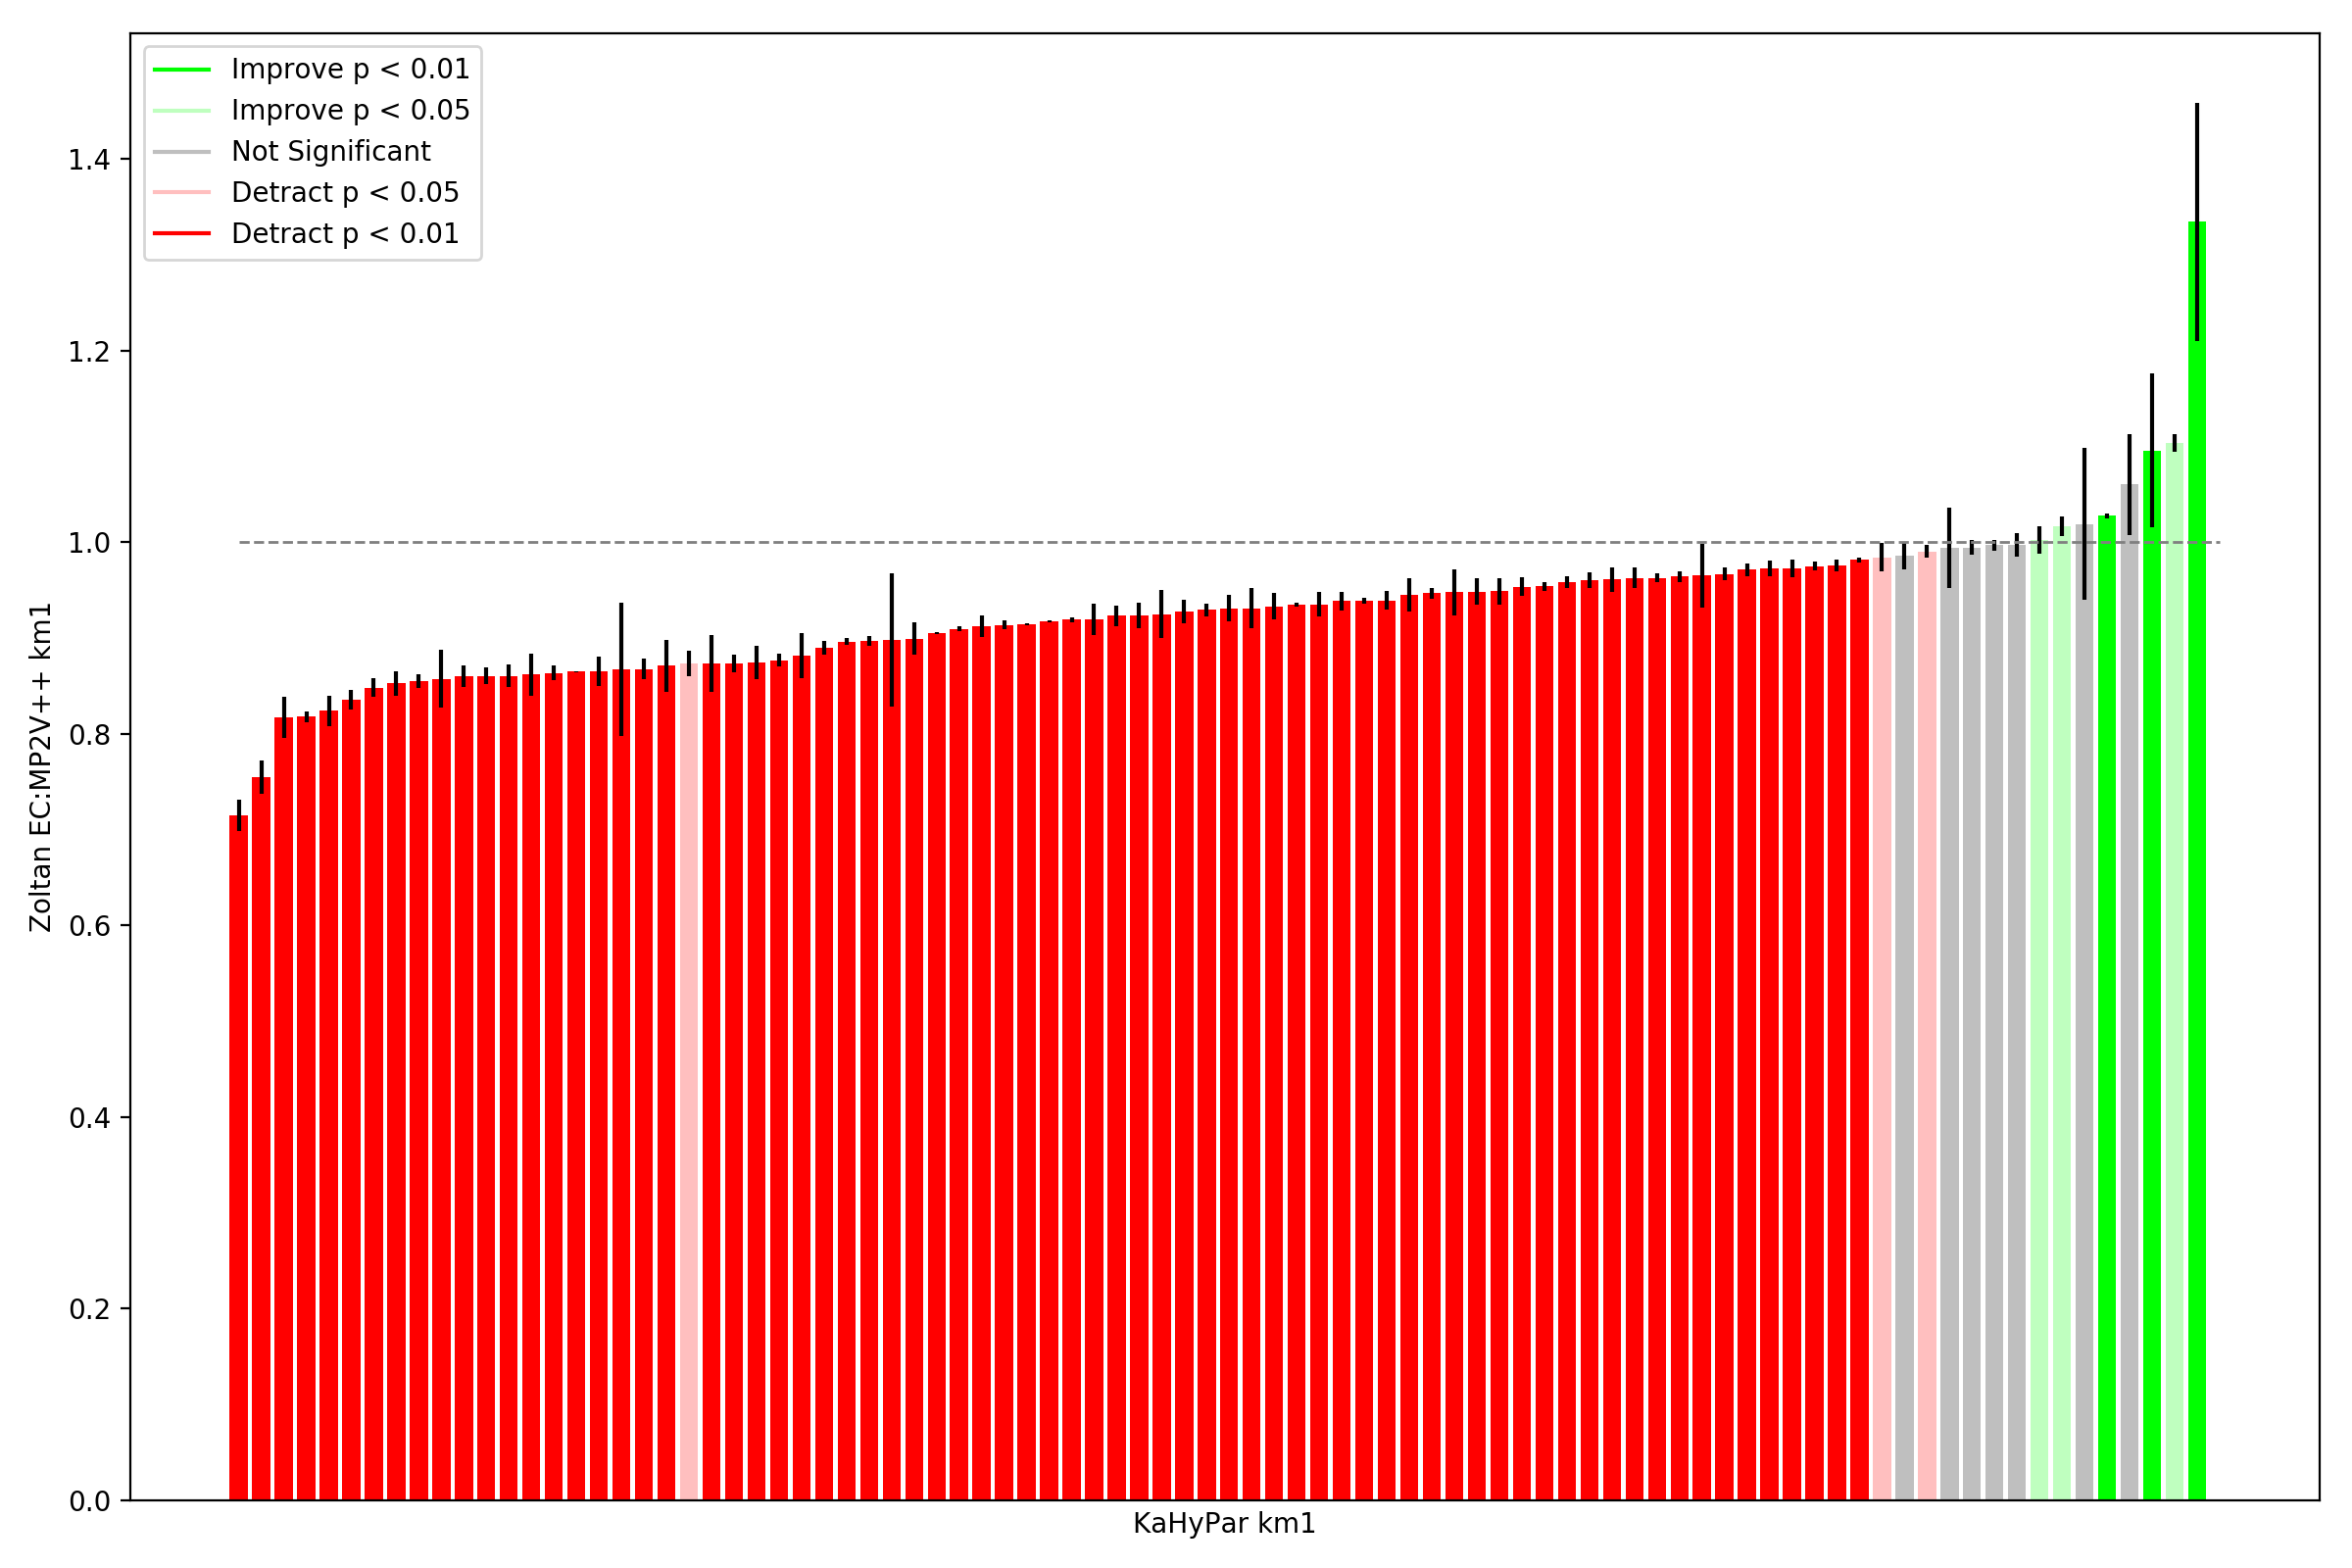 Improve p < 0.01
Improve p < 0.05
Not Significant
Detract p < 0.05
Detract p < 0.01
1.4
1.2
1.0
0.8
0.6
0.4
0.2
0.0
Zoltan EC:MP2V++ km1
KaHyPar km1